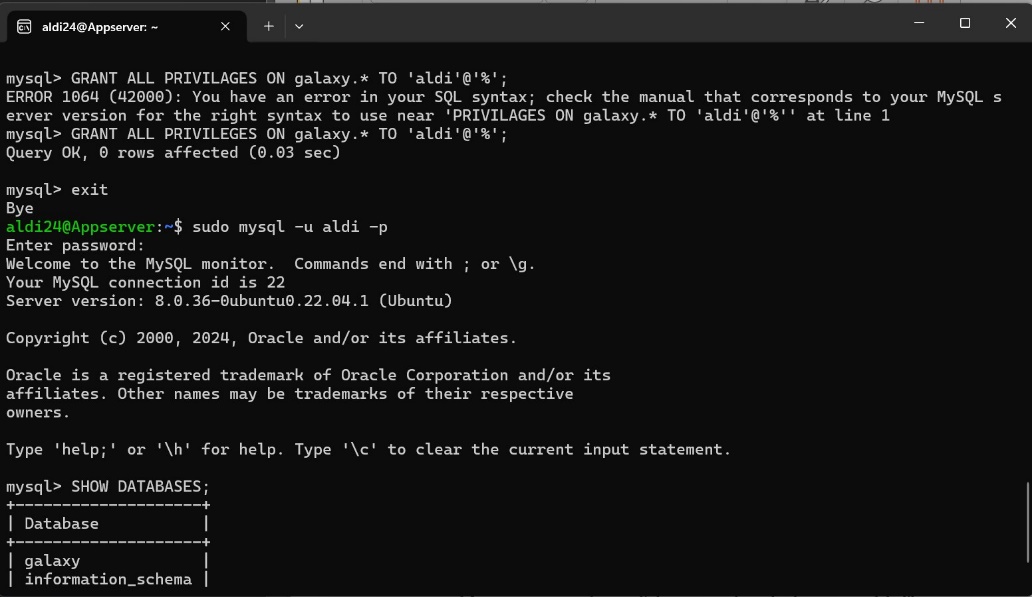 aldi24@Appserver: ~
mysql> GRANT ALL PRIVILAGES ON galaxy.* TO 'aldi'@'%';
ERROR 1064 (42000): You have an error in your SQL syntax; check the manual that corresponds to your MySQL s
erver version for the right syntax to use near 'PRIVILAGES ON galaxy.* TO 'aldi'@'%'' at line 1
mysql> GRANT ALL PRIVILEGES ON galaxy.* TO 'aldi'@'%';
Query OK, 0 rows affected (0.03 sec)
mysql> exit
Bye
aldi24@Appserver:~$ sudo mysql -u aldi -p
Enter password:
Welcome to the MySQL monitor.  Commands end with ; or \g.
Your MySQL connection id is 22
Server version: 8.0.36-0ubuntu0.22.04.1 (Ubuntu)
Copyright (c) 2000, 2024, Oracle and/or its affiliates.
Oracle is a registered trademark of Oracle Corporation and/or its
affiliates. Other names may be trademarks of their respective
owners.
Type 'help;' or '\h' for help. Type '\c' to clear the current input statement.
mysql> SHOW DATABASES;
+--------------------+
| Database           |
+--------------------+
| galaxy             |
| information_schema |